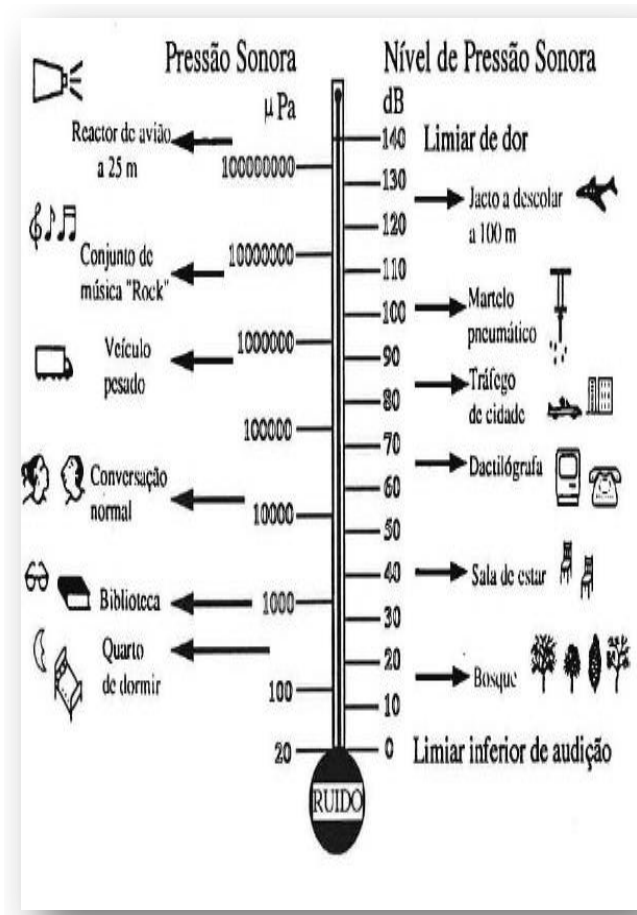 Pressão Sonora
μ Pa
Nível de Pressão Sonora
dB
Reactor de avião
a 25 m
100000000
Conjunto de
música "Rock"
10000000
Veículo
pesado
1000000
100000
Conversação
normal
10000
Biblioteca
1000
Quarto
de dormir
100
20
140
Limiar de dor
130
Jacto a descolar
a 100 m
120
110
100
Martelo
pneumático
90
Tráfego
de cidade
80
70
Dactilógrafa
60
50
40
Sala de estar
30
20
Bosque
10
0
Limiar inferior de audição
RUIDO